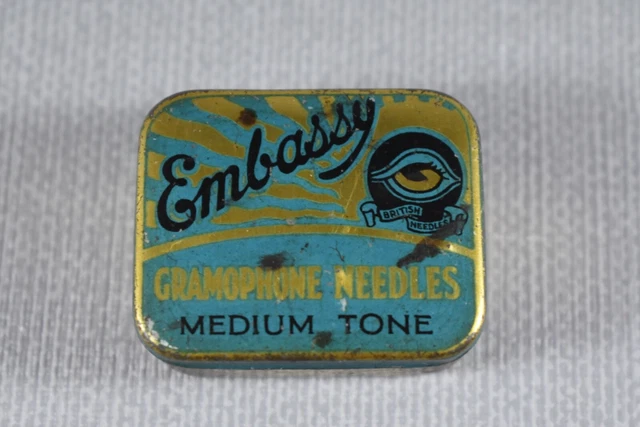 Embassy
BRITISH
NEEDLES
GRAMOPHONE NEEDLES
MEDIUM TONE